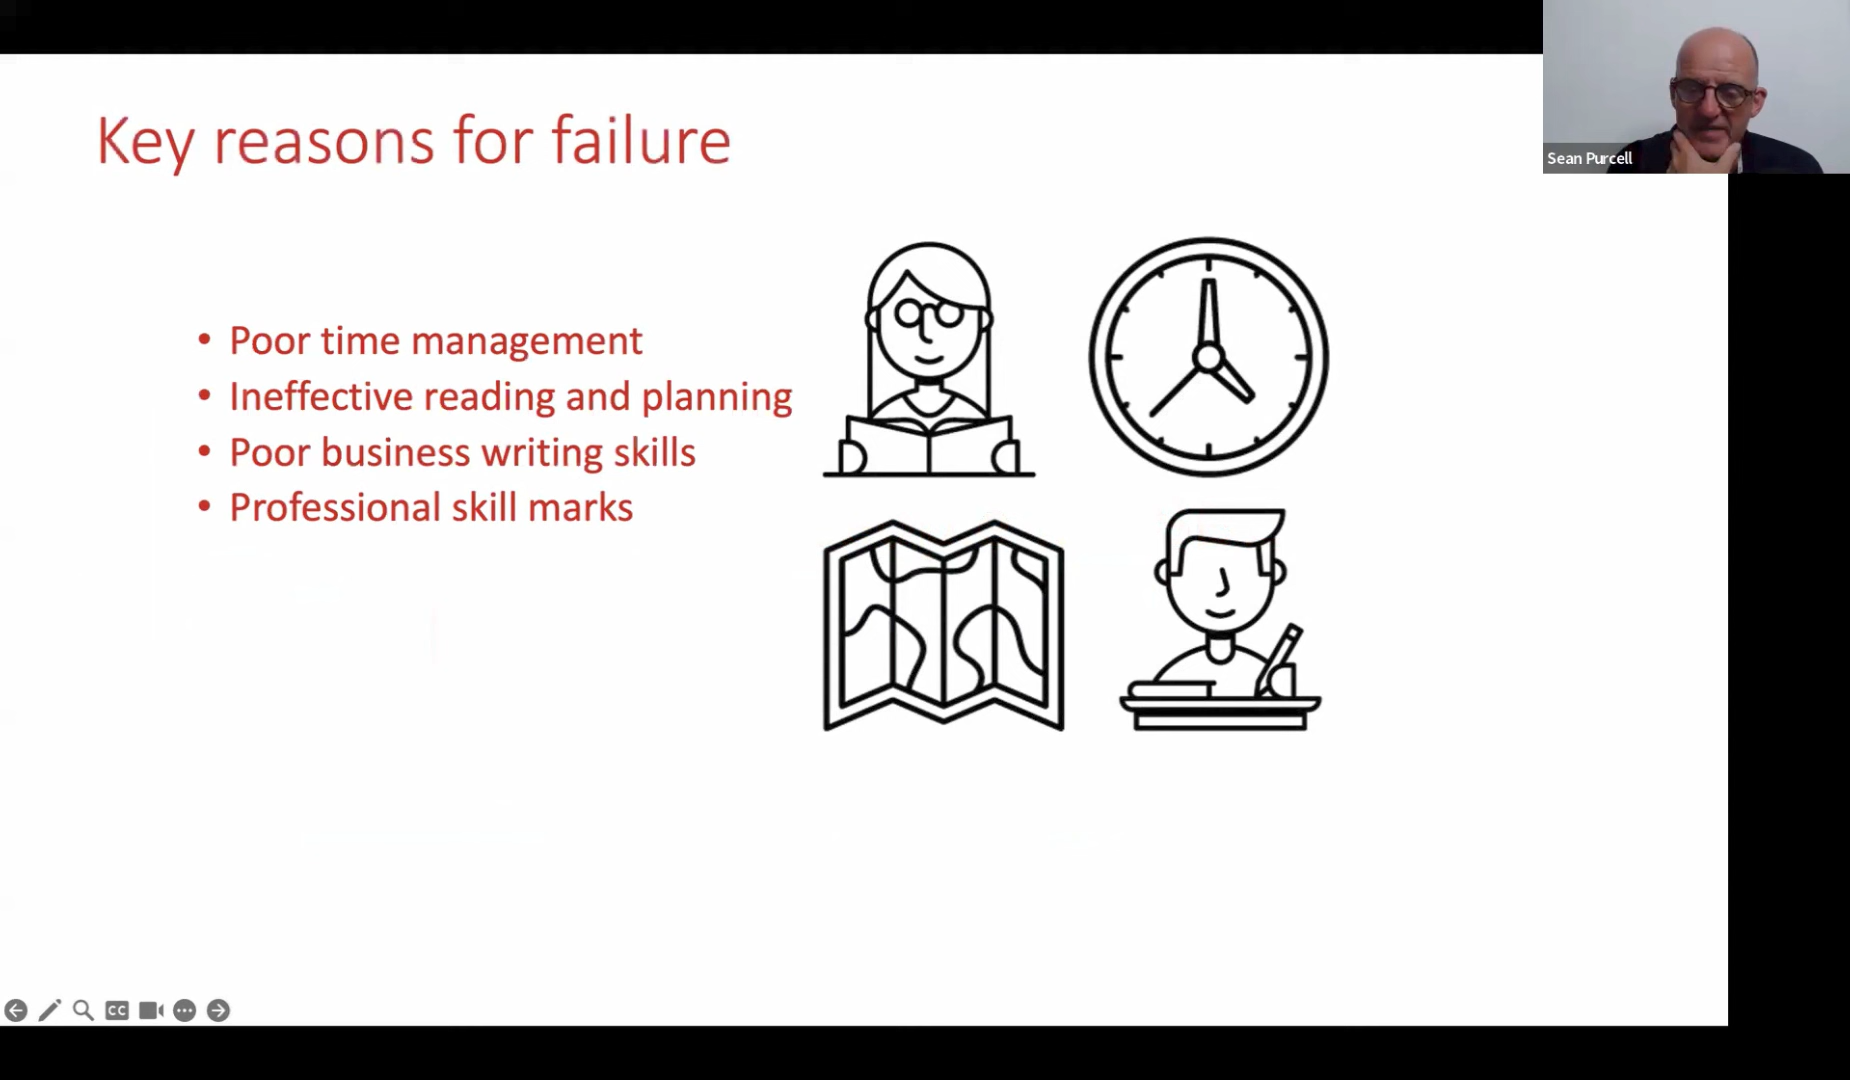 Key reasons for failure
Sean Purcell
• Poor time management
• Ineffective reading and planning
• Poor business writing skills
• Professional skill marks
CC